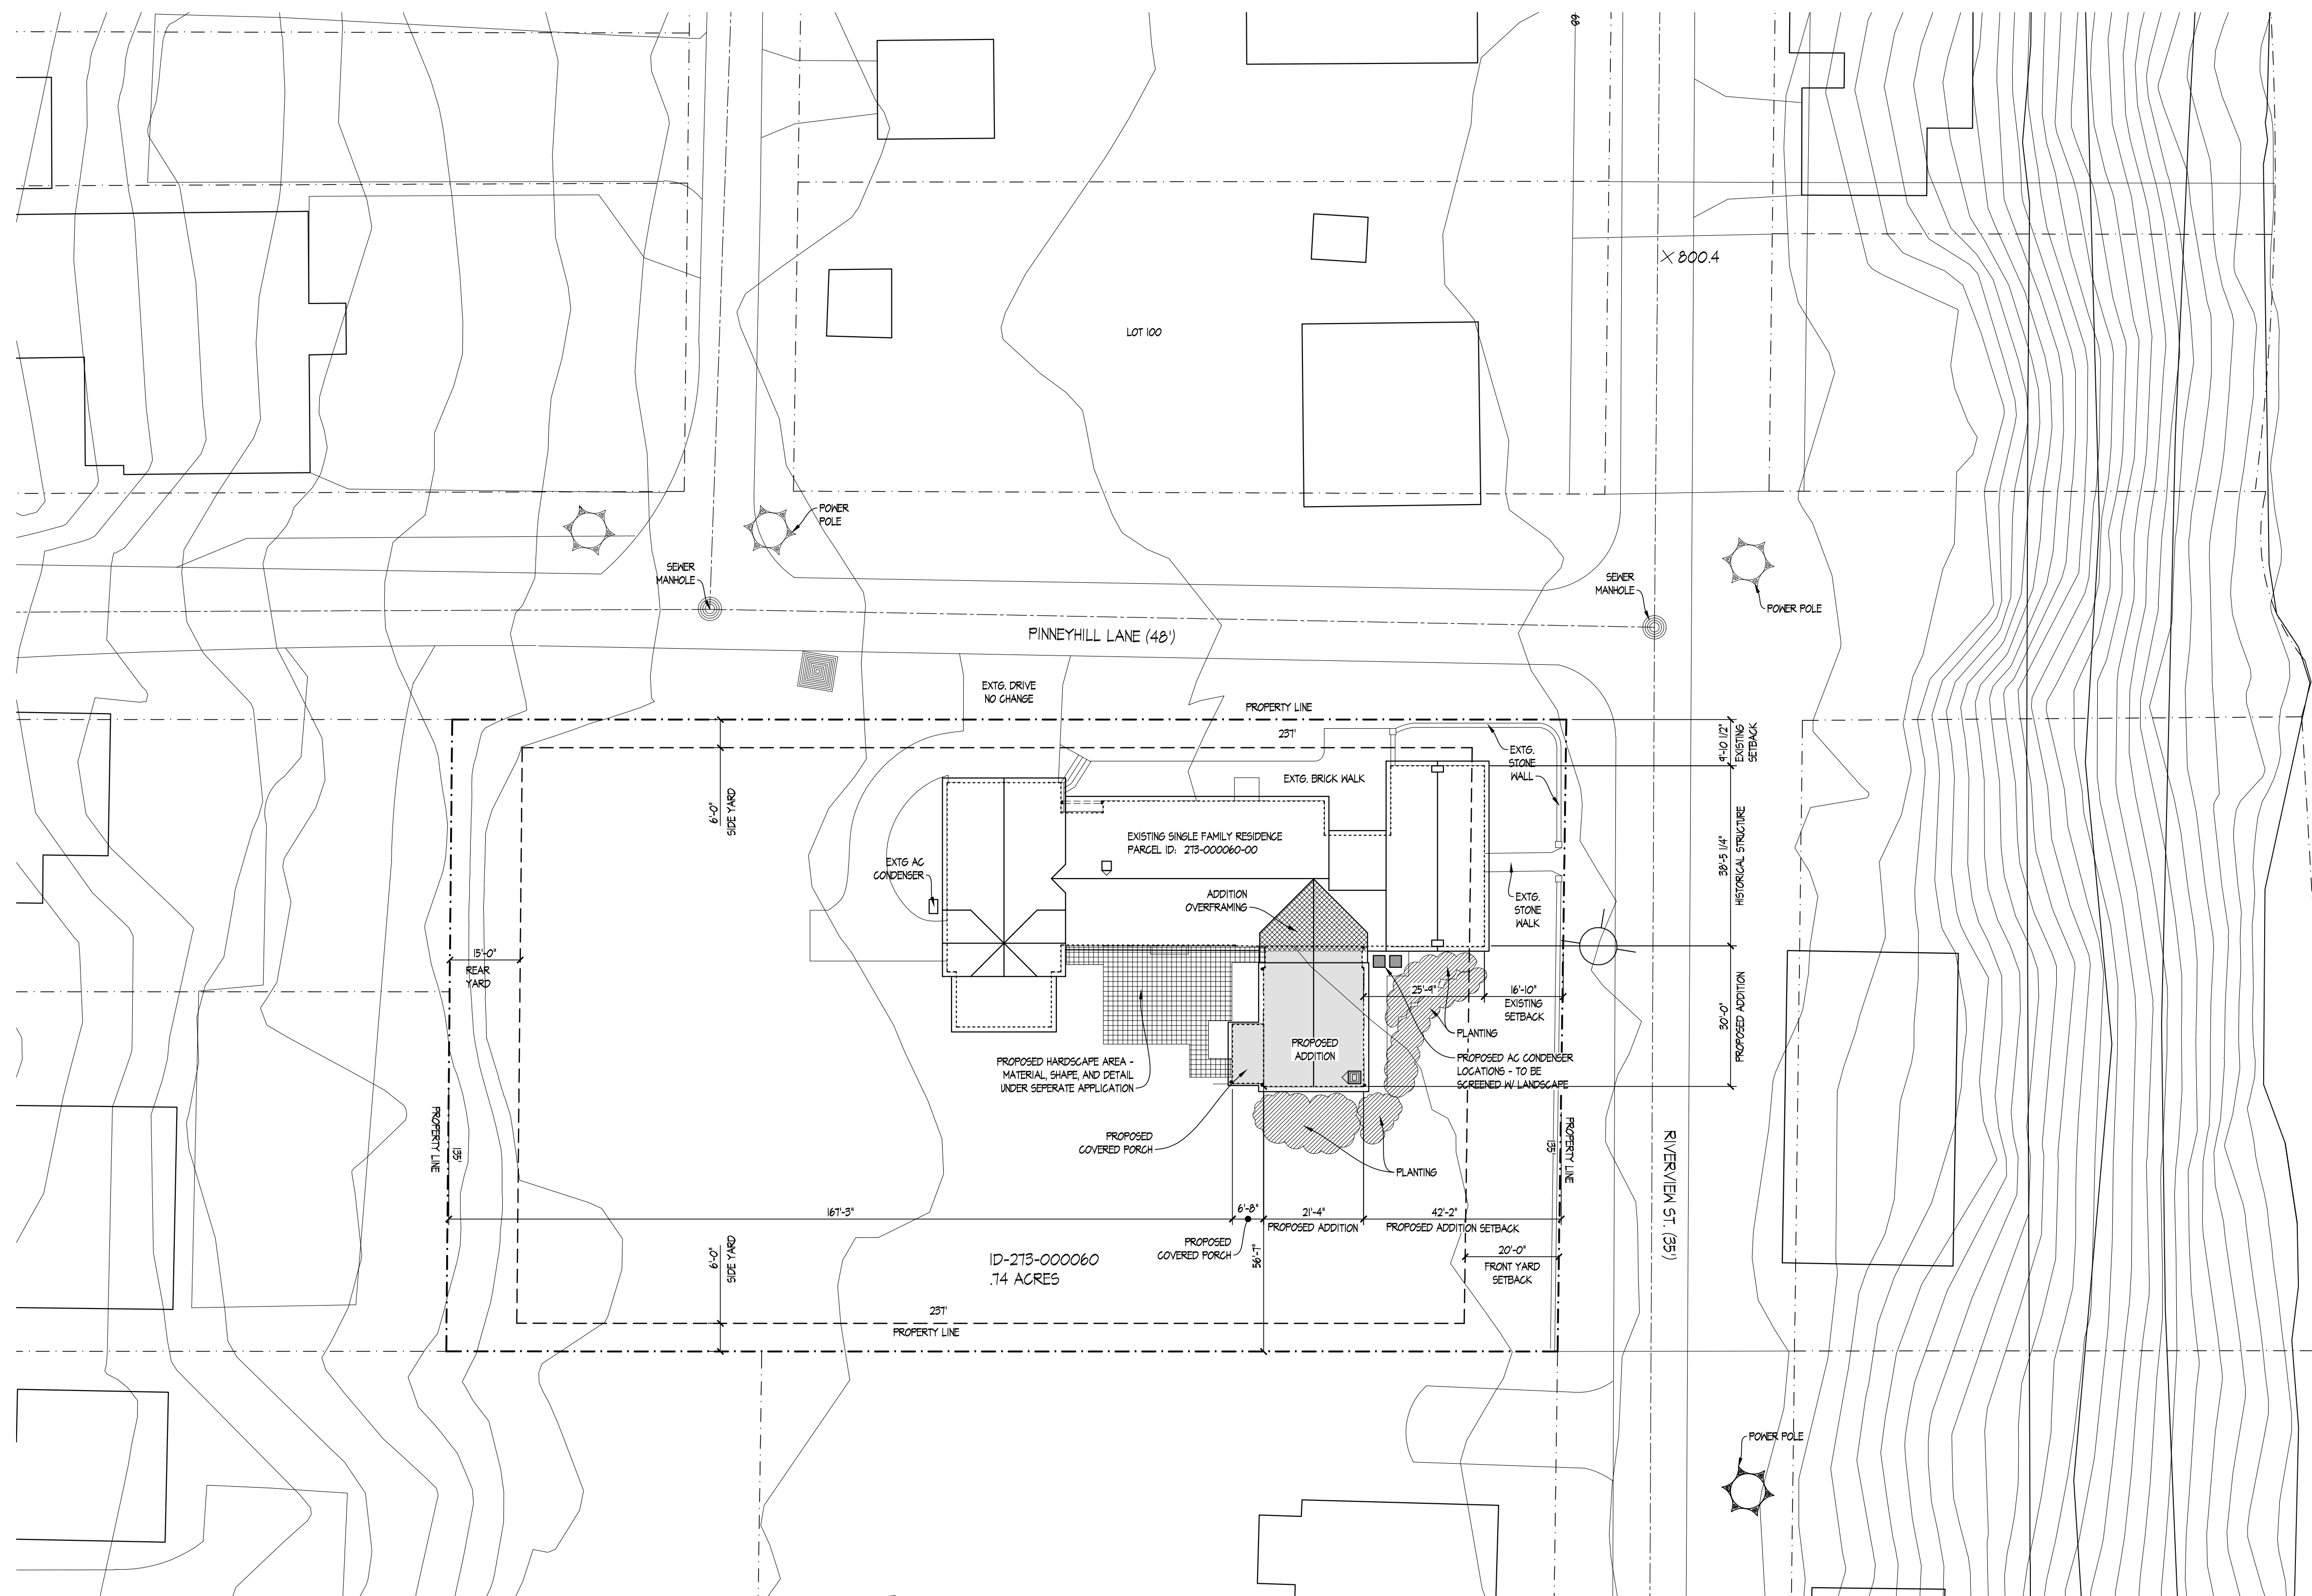 68
X 800.4
LOT 100
POWER
POLE
SEWER
MANHOLE
SEWER
MANHOLE
POWER POLE
PINNEYHILL LANE (48')
EXTG. DRIVE
NO CHANGE
PROPERTY LINE
237'
EXTG.
STONE
WALL
9'-10 1/2"
EXISTING
SETBACK
EXTG. BRICK WALK
6'-0"
SIDE YARD
EXISTING SINGLE FAMILY RESIDENCE
PARCEL ID: 273-000060-00
38'-5 1/4"
HISTORICAL STRUCTURE
EXTG AC
CONDENSER
ADDITION
OVERFRAMING
EXTG.
STONE
WALK
15'-0"
REAR
YARD
25'-9"
16'-10"
EXISTING
SETBACK
30'-0"
PROPOSED ADDITION
PLANTING
PROPOSED
ADDITION
PROPOSED HARDSCAPE AREA -
MATERIAL, SHAPE, AND DETAIL
UNDER SEPERATE APPLICATION
PROPOSED AC CONDENSER
LOCATIONS - TO BE
SCREENED W/ LANDSCAPE
PROPERTY LINE
135'
PROPOSED
COVERED PORCH
PLANTING
135'
PROPERTY LINE
RIVERVIEW ST. (35')
167'-3"
6'-8"
21'-4"
42'-2"
PROPOSED ADDITION
PROPOSED ADDITION SETBACK
PROPOSED
COVERED PORCH
56'-7"
6'-0"
SIDE YARD
ID-273-000060
.74 ACRES
20'-0"
FRONT YARD
SETBACK
237'
PROPERTY LINE
POWER POLE